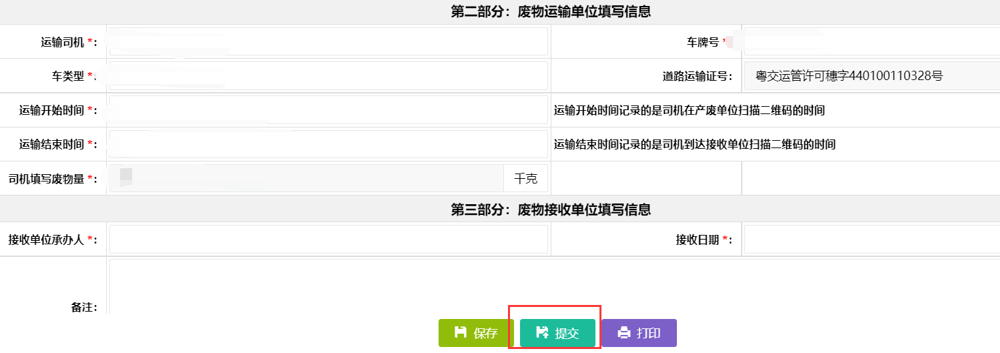 第二部分：废物运输单位填写信息
运输司机 *： 车牌号 *
车类型 *： 道路运输证号： 粤交运管许可穗字440100110328号
运输开始时间 *： 运输开始时间记录的是司机在产废单位扫描二维码的时间
运输结束时间 *： 运输结束时间记录的是司机到达接收单位扫描二维码的时间
司机填写废物量 *： 千克
第三部分：废物接收单位填写信息
接收单位承办人 *： 接收日期 *：
备注：
保存 提交 打印